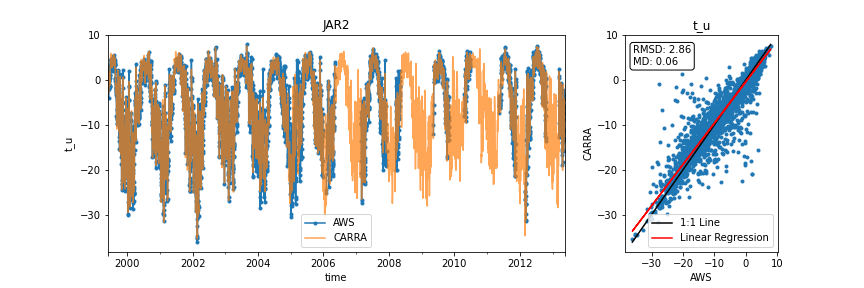 JAR2
t_u
10
0
−10
−20
−30
t_u
AWS
CARRA
2000
2002
2004
2006
2008
2010
2012
time
10
0
−10
−20
−30
CARRA
RMSD: 2.86
MD: 0.06
1:1 Line
Linear Regression
−30
−20
−10
0
10
AWS